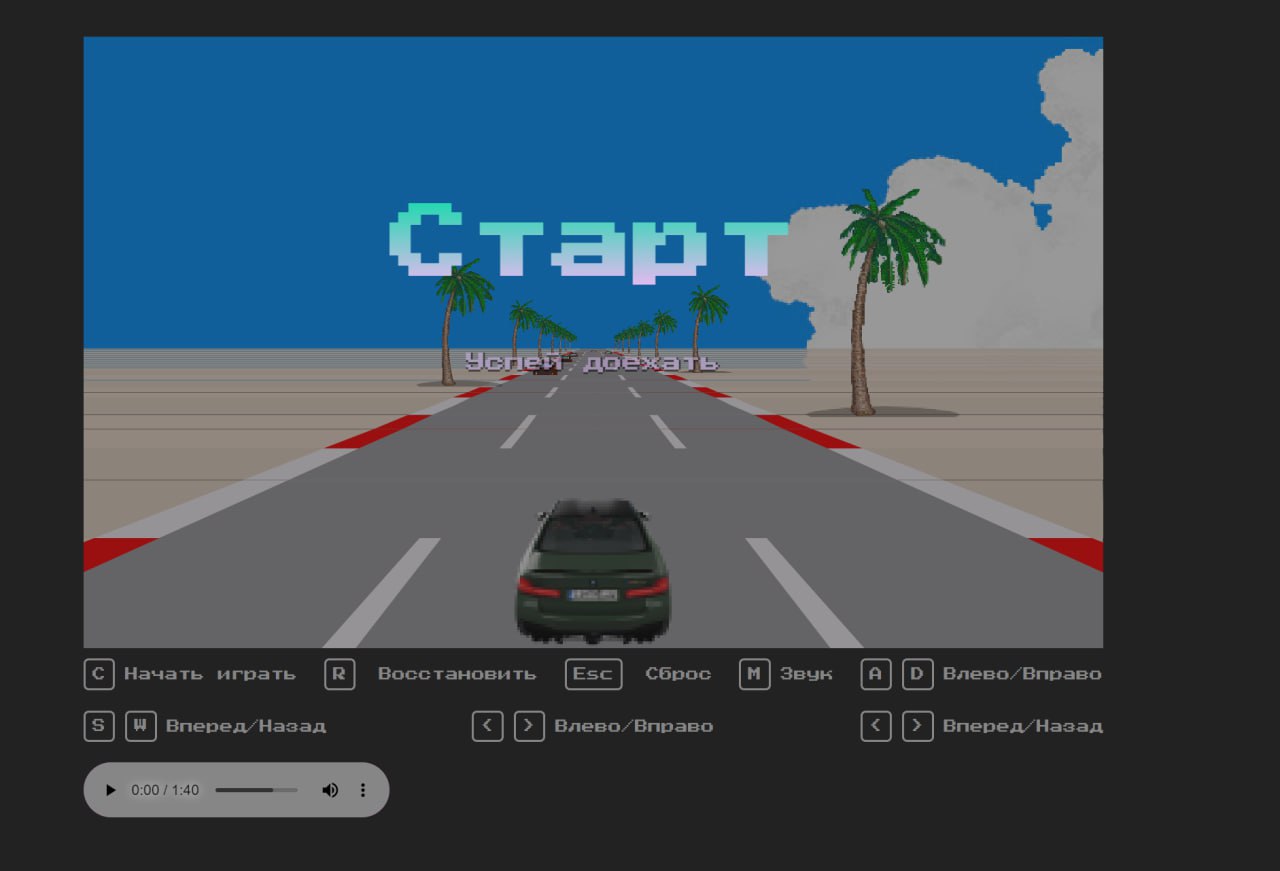 Старт
Успей доехать
C Начать играть R Восстановить Esc Сброс M Звук A D Влево/Вправо
S W Вперед/Назад < > Влево/Вправо < > Вперед/Назад
0:00 / 1:40